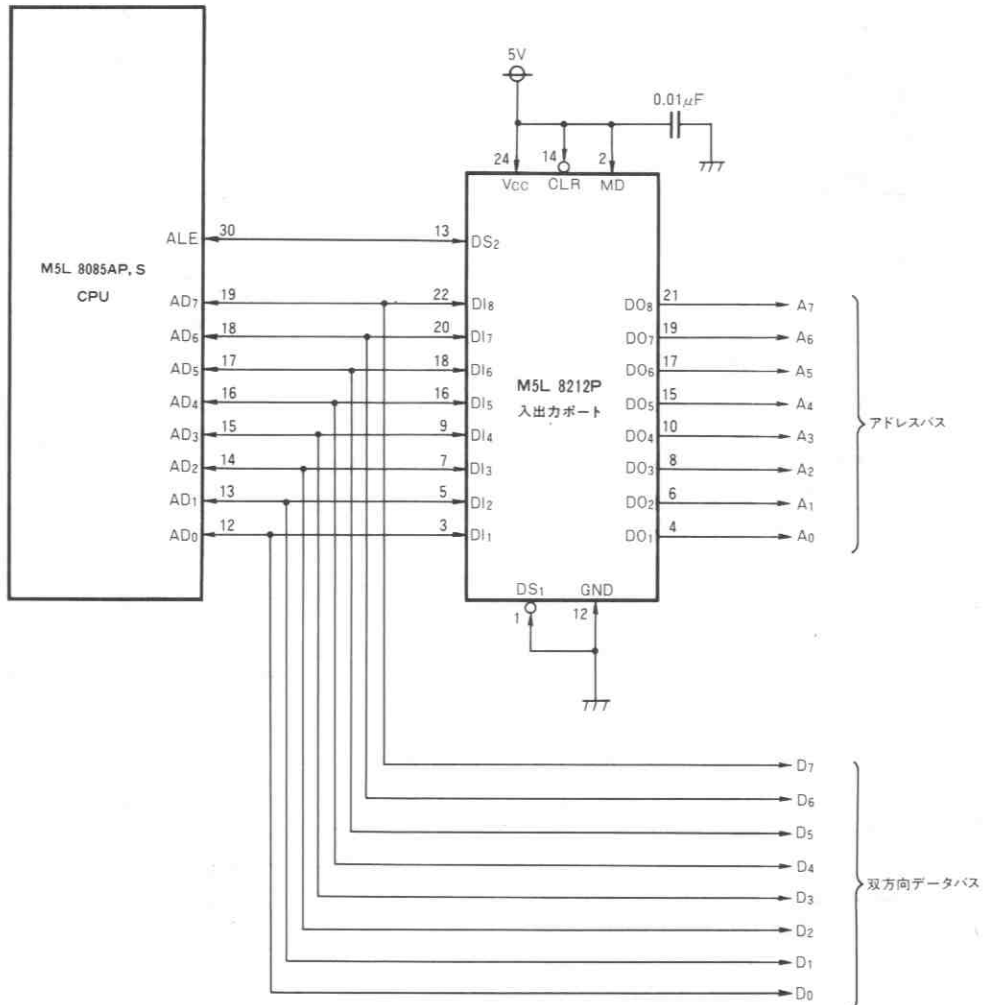 5V
0.01μF
24 14 2
VCC CLR MD
M5L 8085AP, S
CPU
ALE 30 13 DS2
AD7 19 22 DI8
AD6 18 20 DI7
AD5 17 18 DI6
AD4 16 16 DI5
AD3 15 9 DI4
AD2 14 7 DI3
AD1 13 5 DI2
AD0 12 3 DI1
M5L 8212P
入出力ポート
DO8 21 A7
DO7 19 A6
DO6 17 A5
DO5 15 A4
DO4 10 A3
DO3 8 A2
DO2 6 A1
DO1 4 A0
アドレスバス
DS1 GND
1 12
D7
D6
D5
D4
D3
D2
D1
D0
双方向データバス